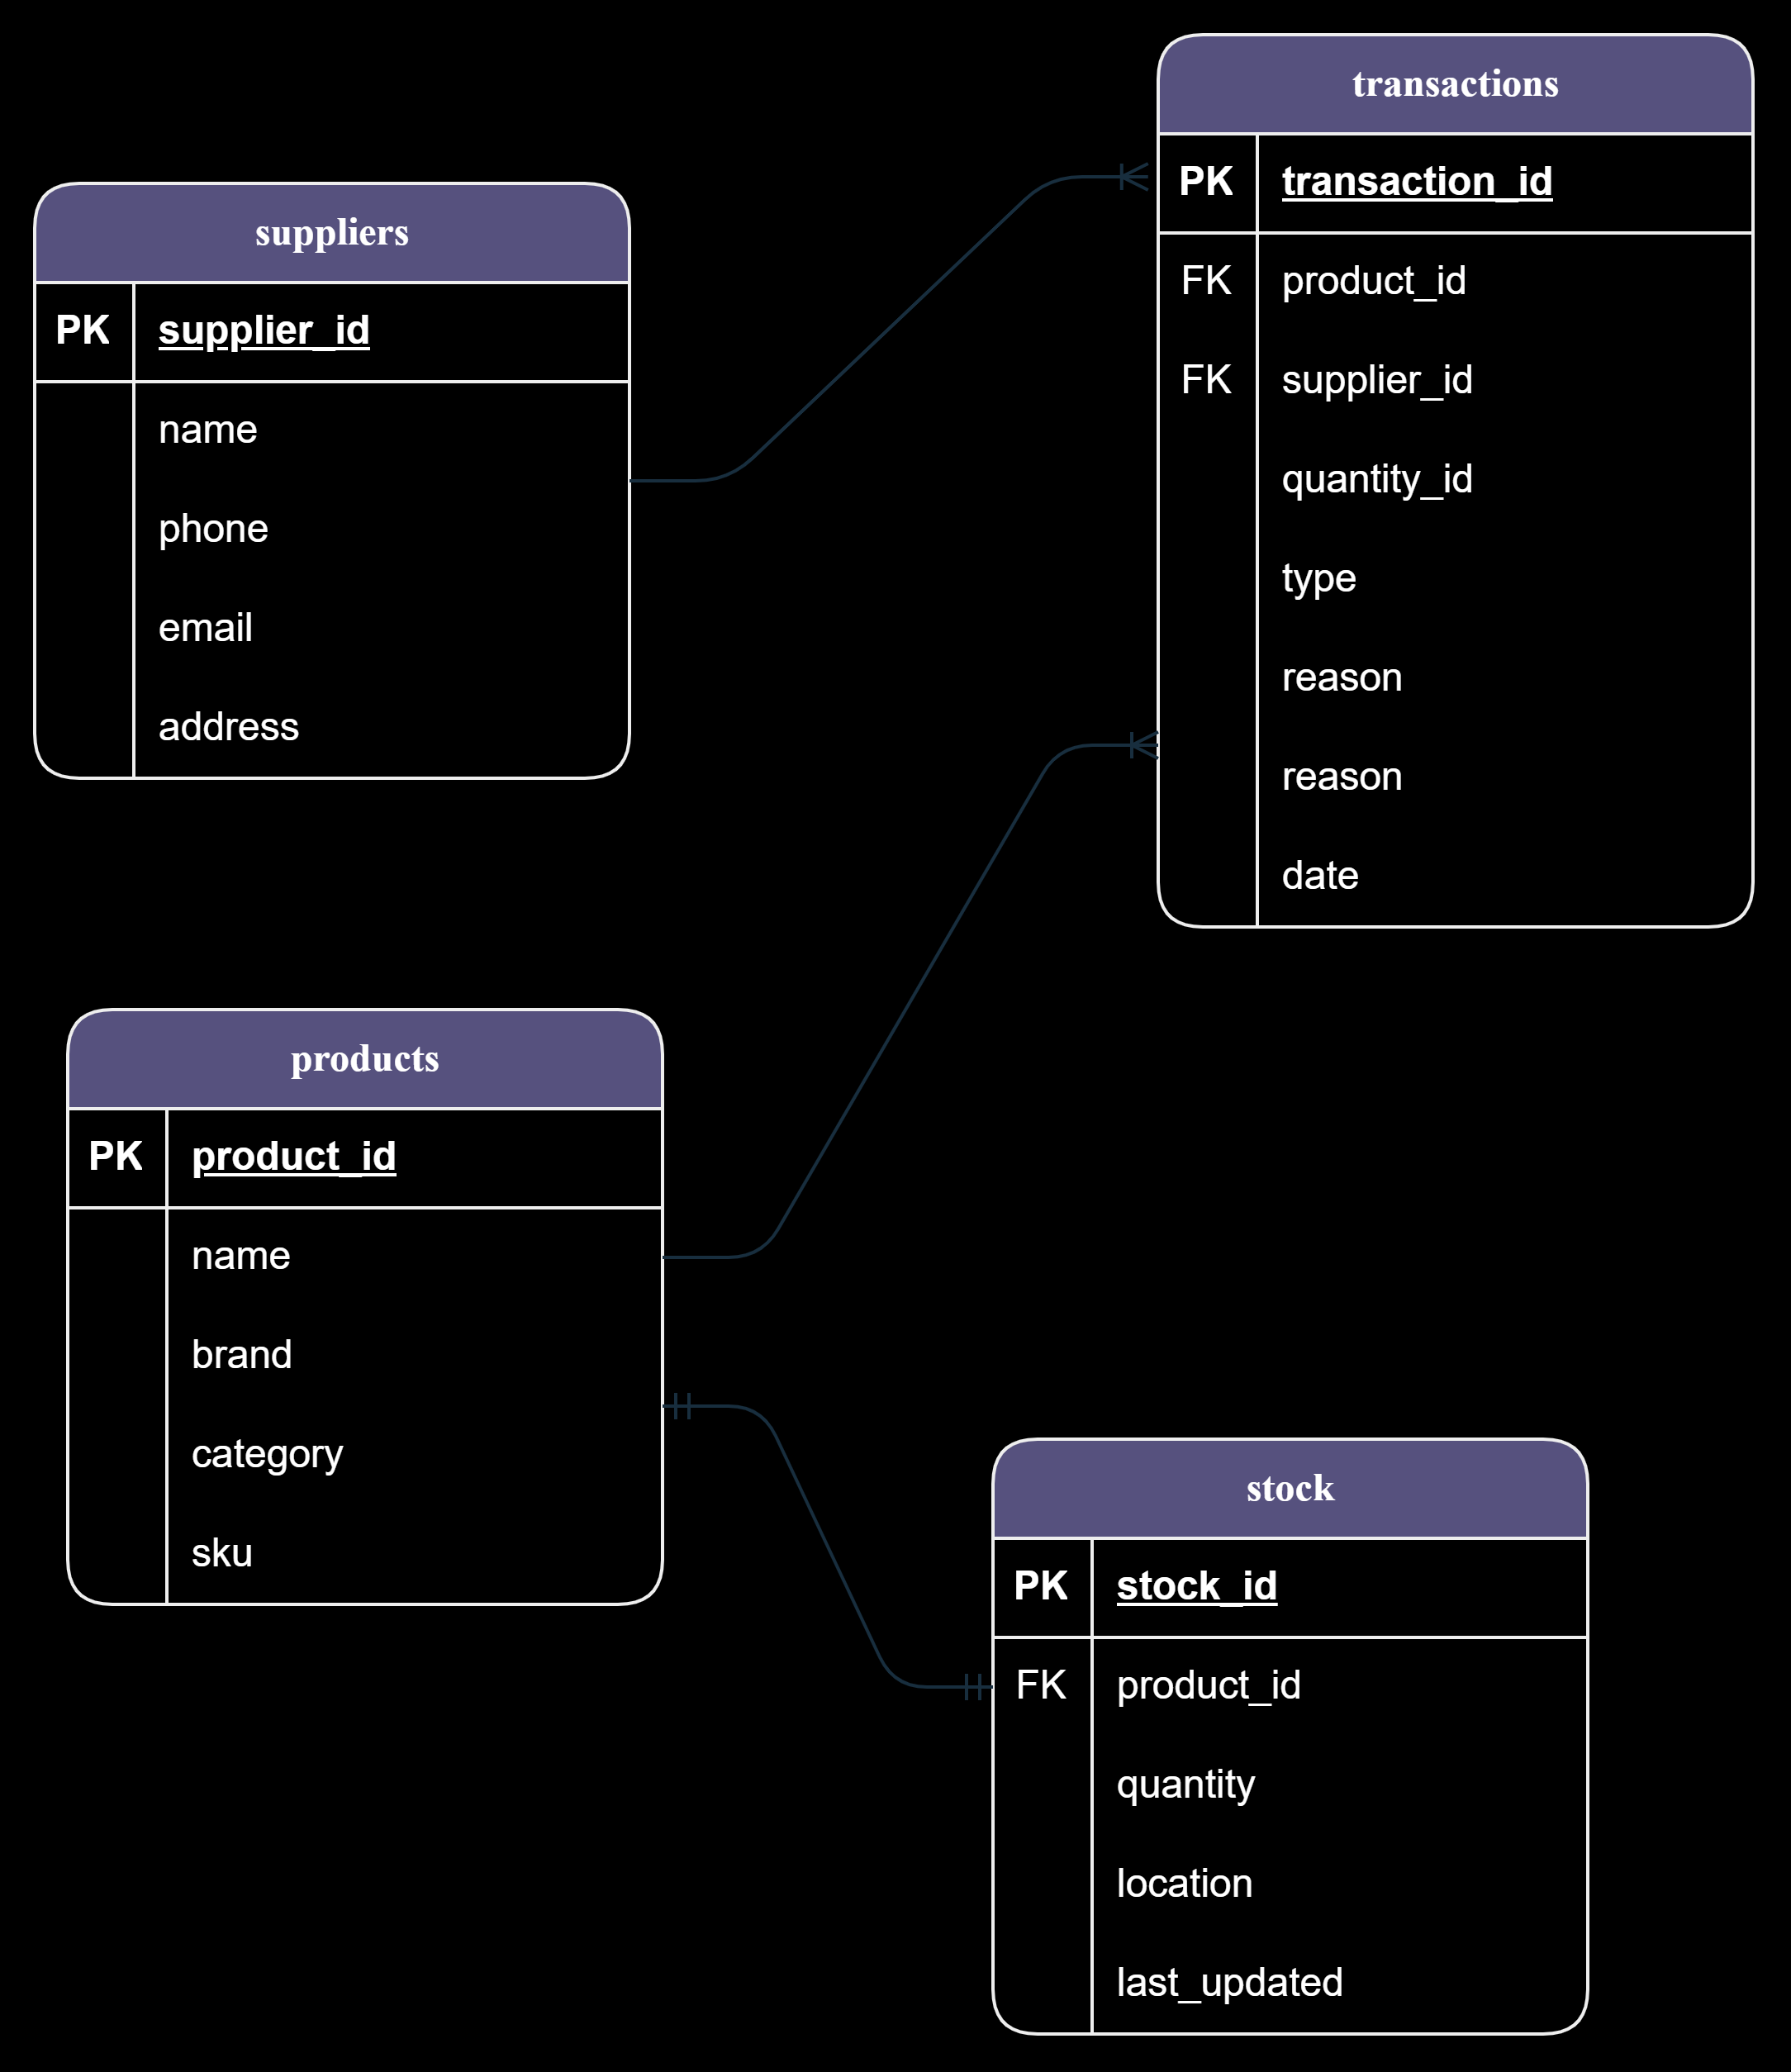 transactions
PK transaction_id
FK product_id
FK supplier_id
quantity_id
type
reason
reason
date
suppliers
PK supplier_id
name
phone
email
address
products
PK product_id
name
brand
category
sku
stock
PK stock_id
FK product_id
quantity
location
last_updated